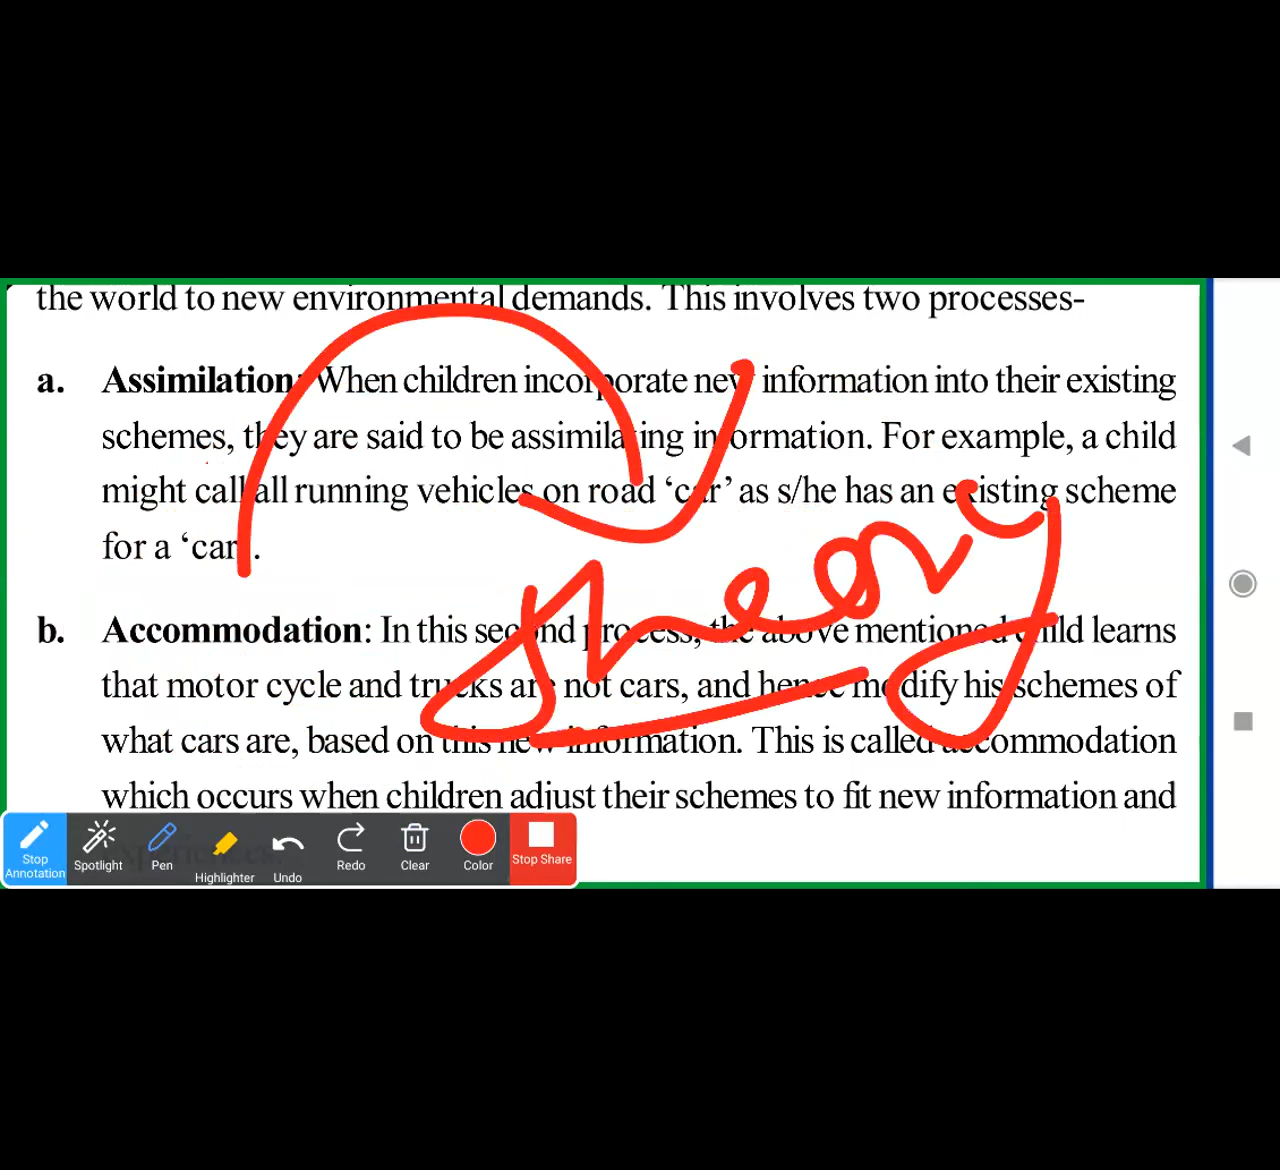 the world to new environmental demands. This involves two processes-
a. Assimilation: When children incorporate new information into their existing
schemes, they are said to be assimilating information. For example, a child
might call all running vehicles on road ‘car’ as s/he has an existing scheme
for a ‘car’.
theory
b. Accommodation: In this second process, the above mentioned child learns
that motor cycle and trucks are not cars, and hence modify his schemes of
what cars are, based on this new information. This is called accommodation
which occurs when children adjust their schemes to fit new information and
experiences.
Stop Annotation
Spotlight
Pen
Highlighter
Undo
Redo
Clear
Color
Stop Share